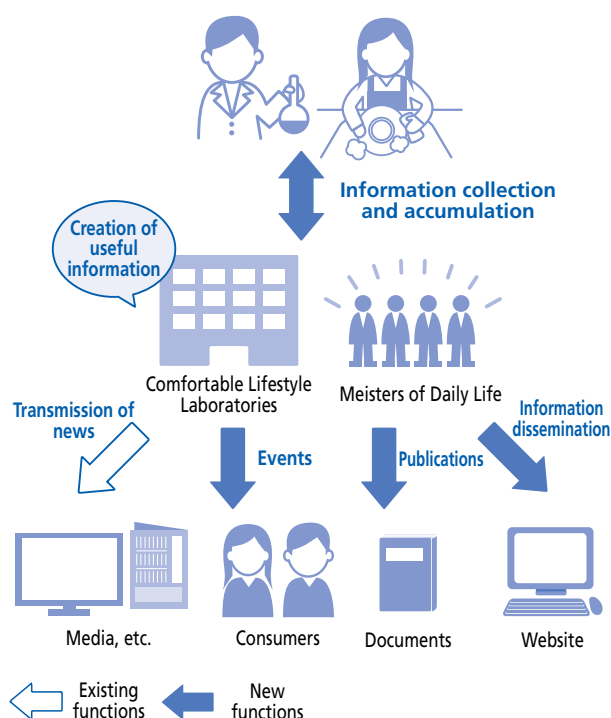 Information collection
and accumulation
Creation of
useful
information
Comfortable Lifestyle
Laboratories
Meisters of Daily Life
Transmission of
news
Events
Publications
Information
dissemination
Media, etc.
Consumers
Documents
Website
Existing
functions
New
functions